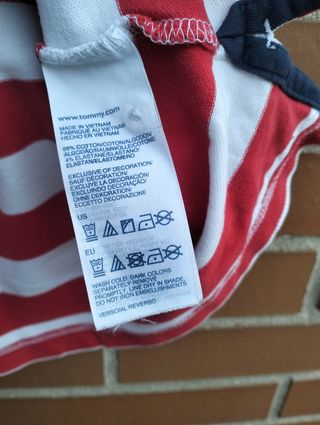 www.tommy.com
MADE IN VIETNAM
FABRIQUÉ AU VIETNAM
HECHO EN VIETNAM
96% COTTON/COTON/ALGODÓN/
ALGODÃO/BAUMWOLLE/COTONE
4% ELASTANE/ELASTANO/
ELASTANE/ELASTOMERO
EXCLUSIVE OF DECORATION/
SAUF DÉCORATION/
EXCLUYE LA DECORACIÓN/
EXCLUINDO DECORAÇÃO/
OHNE DEKORATION/
ECCETTO DECORAZIONE
US
EU
WASH COLD, DARK COLORS
SEPARATELY REMOVE
PROMPTLY, LINE DRY IN SHADE,
DO NOT IRON EMBELLISHMENTS
VERSO/AL REVERSO